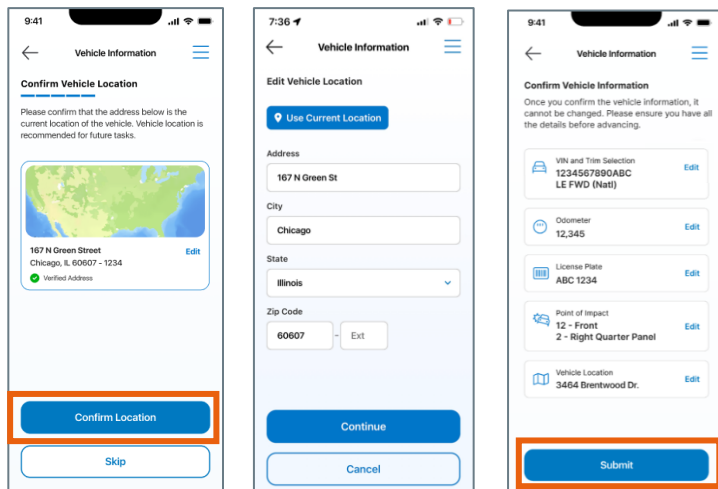 9:41
Vehicle Information
Confirm Vehicle Location
Please confirm that the address below is the
current location of the vehicle. Vehicle location is
recommended for future tasks.
167 N Green Street
Edit
Chicago, IL 60607 - 1234
Verified Address
Confirm Location
Skip
7:36
Vehicle Information
Edit Vehicle Location
Use Current Location
Address
167 N Green St
City
Chicago
State
Illinois
Zip Code
60607 - Ext
Continue
Cancel
9:41
Vehicle Information
Confirm Vehicle Information
Once you confirm the vehicle information, it
cannot be changed. Please ensure you have all
the details before advancing.
VIN and Trim Selection
1234567890ABC
LE FWD (Natl)
Edit
Odometer
12,345
Edit
License Plate
ABC 1234
Edit
Point of Impact
12 - Front
2 - Right Quarter Panel
Edit
Vehicle Location
3464 Brentwood Dr.
Edit
Submit